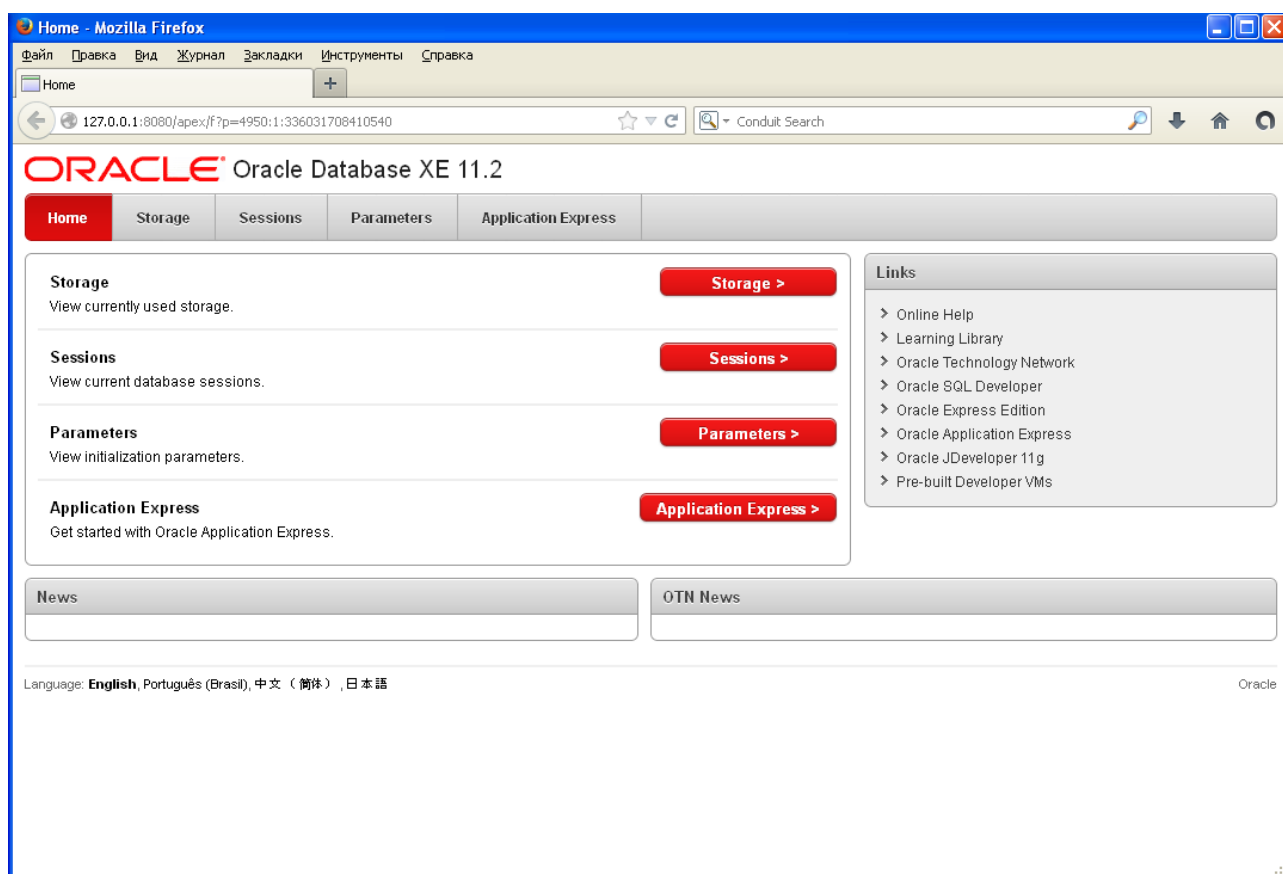 Home - Mozilla Firefox
Файл Правка Вид Журнал Закладки Инструменты Справка
Home
127.0.0.1:8080/apex/f?p=4950:1:336031708410540
Conduit Search
ORACLE Oracle Database XE 11.2
Home Storage Sessions Parameters Application Express
Storage
View currently used storage.
Storage >
Sessions
View current database sessions.
Sessions >
Parameters
View initialization parameters.
Parameters >
Application Express
Get started with Oracle Application Express.
Application Express >
Links
Online Help
Learning Library
Oracle Technology Network
Oracle SQL Developer
Oracle Express Edition
Oracle Application Express
Oracle JDeveloper 11g
Pre-built Developer VMs
News
OTN News
Language: English, Português (Brasil), 中文 （简体） ,日本語
Oracle